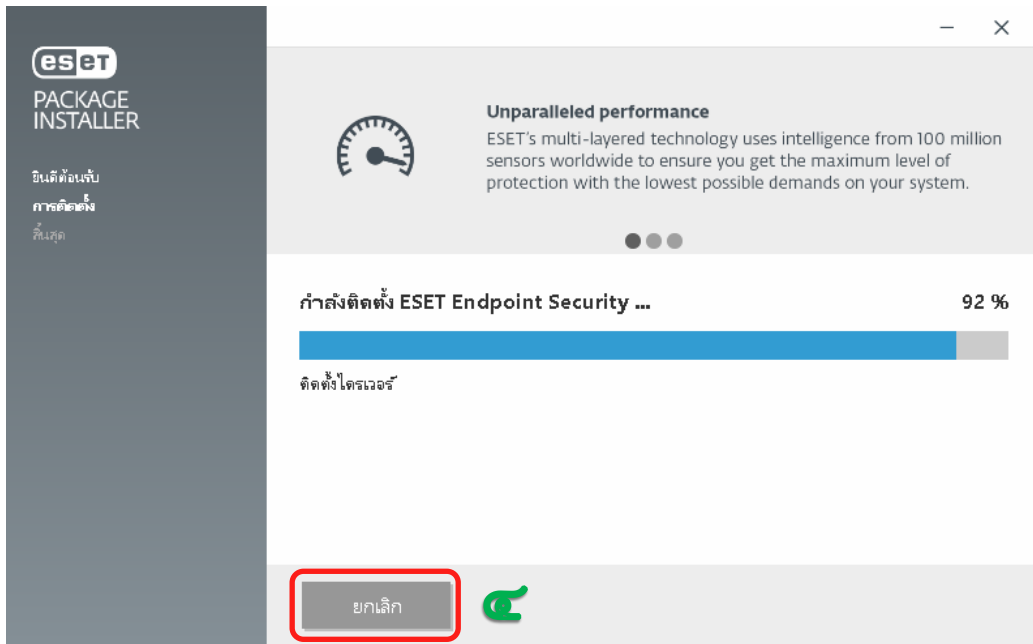 eset
PACKAGE
INSTALLER
ยินดีต้อนรับ
การติดตั้ง
สิ้นสุด
Unparalleled performance
ESET's multi-layered technology uses intelligence from 100 million
sensors worldwide to ensure you get the maximum level of
protection with the lowest possible demands on your system.
กำลังติดตั้ง ESET Endpoint Security ... 92 %
ติดตั้งไดรเวอร์
ยกเลิก ๔